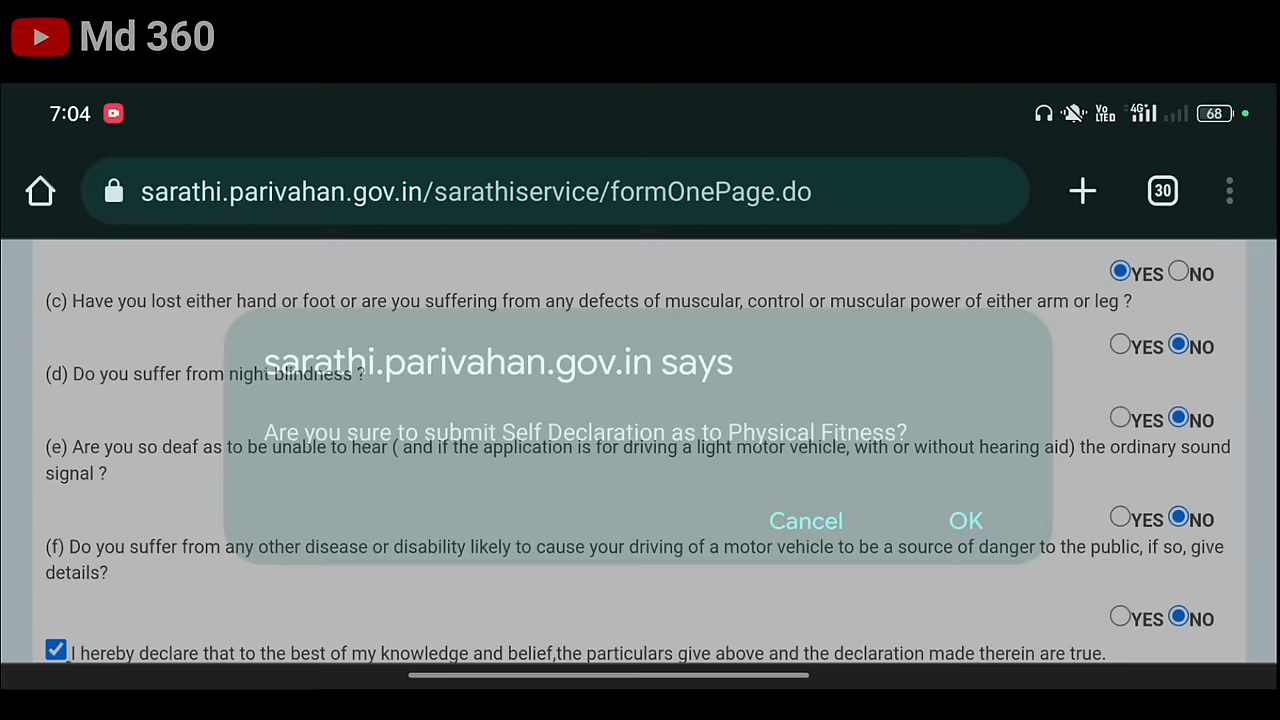 Md 360
7:04
Vo
LTED
4G+
68
sarathi.parivahan.gov.in/sarathiservice/formOnePage.do
30
YES NO
(c) Have you lost either hand or foot or are you suffering from any defects of muscular, control or muscular power of either arm or leg ?
YES NO
sarathi.parivahan.gov.in says
(d) Do you suffer from night blindness ?
YES NO
Are you sure to submit Self Declaration as to Physical Fitness?
(e) Are you so deaf as to be unable to hear ( and if the application is for driving a light motor vehicle, with or without hearing aid) the ordinary sound
signal ?
Cancel OK
YES NO
(f) Do you suffer from any other disease or disability likely to cause your driving of a motor vehicle to be a source of danger to the public, if so, give
details?
YES NO
I hereby declare that to the best of my knowledge and belief,the particulars give above and the declaration made therein are true.